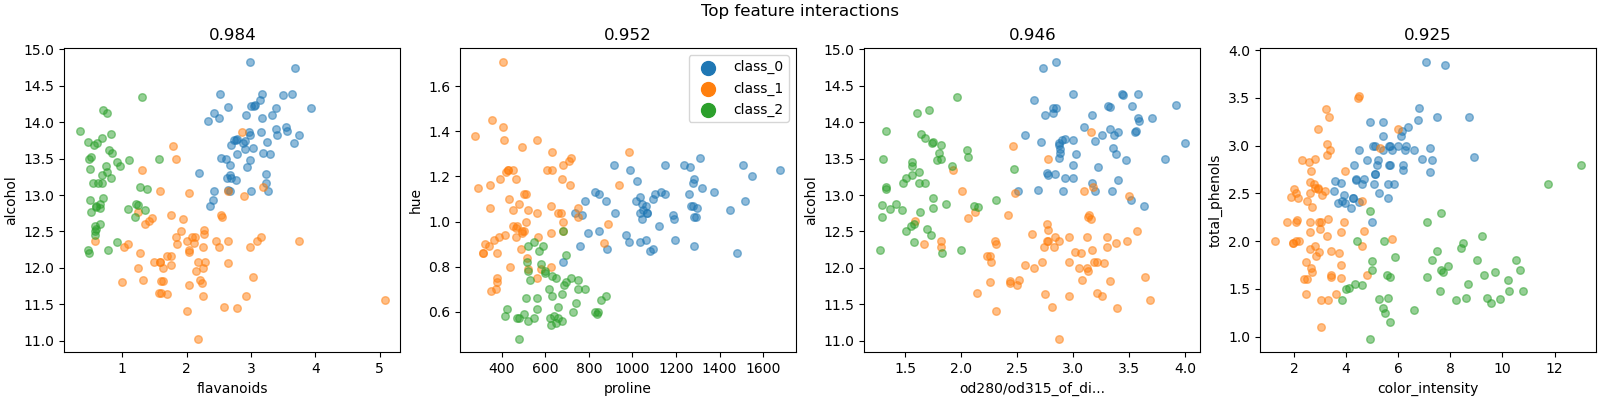 Top feature interactions
0.984
15.0
14.5
14.0
13.5
13.0
12.5
12.0
11.5
11.0
alcohol
1 2 3 4 5
flavanoids
0.952
class_0
class_1
class_2
1.6
1.4
1.2
1.0
0.8
0.6
hue
400 600 800 1000 1200 1400 1600
proline
0.946
15.0
14.5
14.0
13.5
13.0
12.5
12.0
11.5
11.0
alcohol
1.5 2.0 2.5 3.0 3.5 4.0
od280/od315_of_di...
0.925
4.0
3.5
3.0
2.5
2.0
1.5
1.0
total_phenols
2 4 6 8 10 12
color_intensity